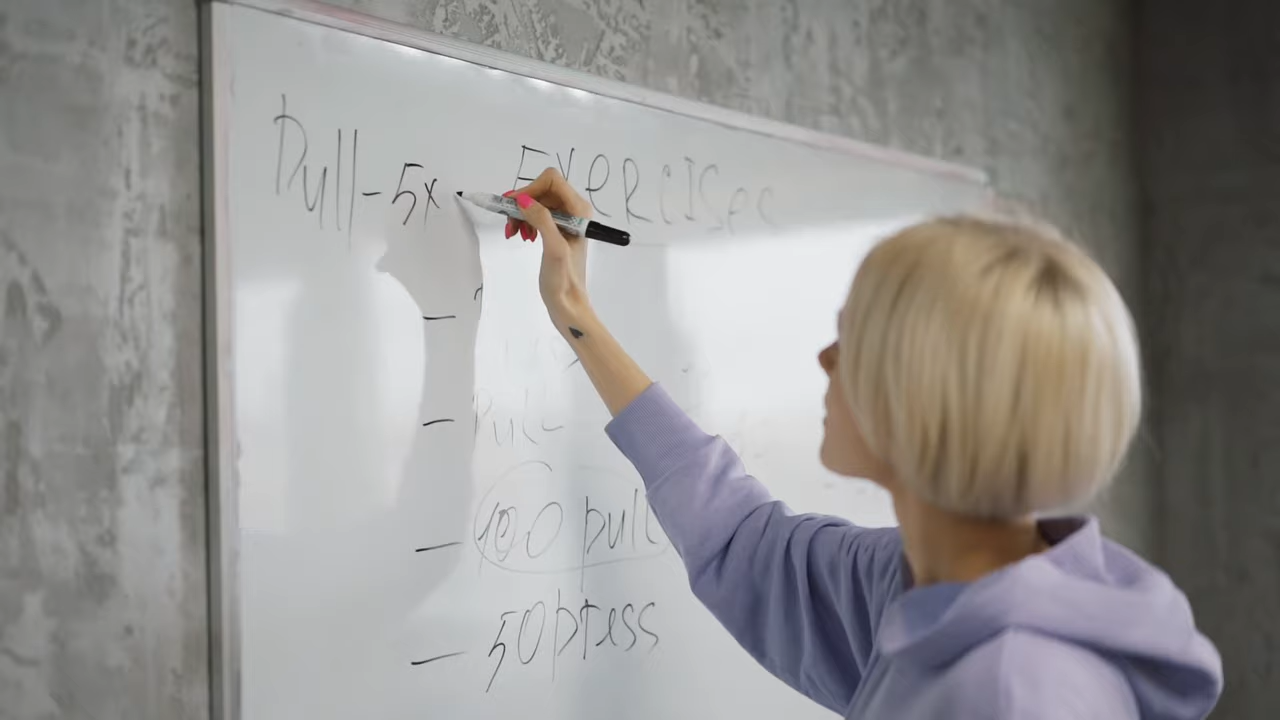 Pull-5x
Exercises
-
- Pull-
- 100 pull
- 50 press